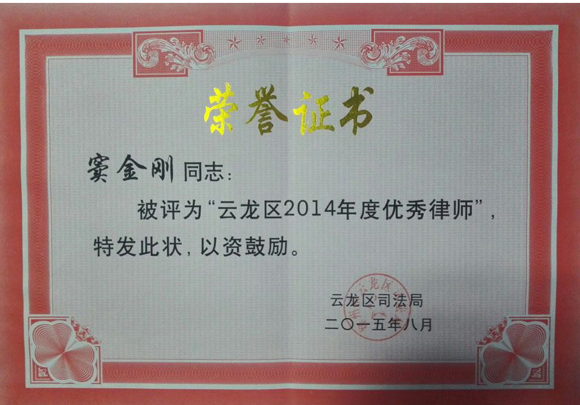 荣誉证书
窦金刚同志：
被评为“云龙区2014年度优秀律师”，
特发此状，以资鼓励。
云龙区司法局
二〇一五年八月